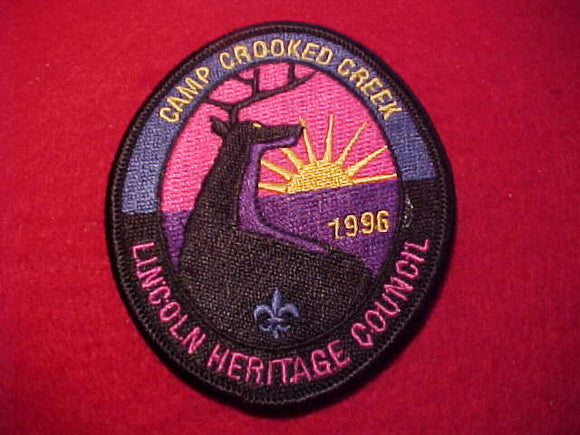 CAMP CROOKED CREEK
1996
LINCOLN HERITAGE COUNCIL